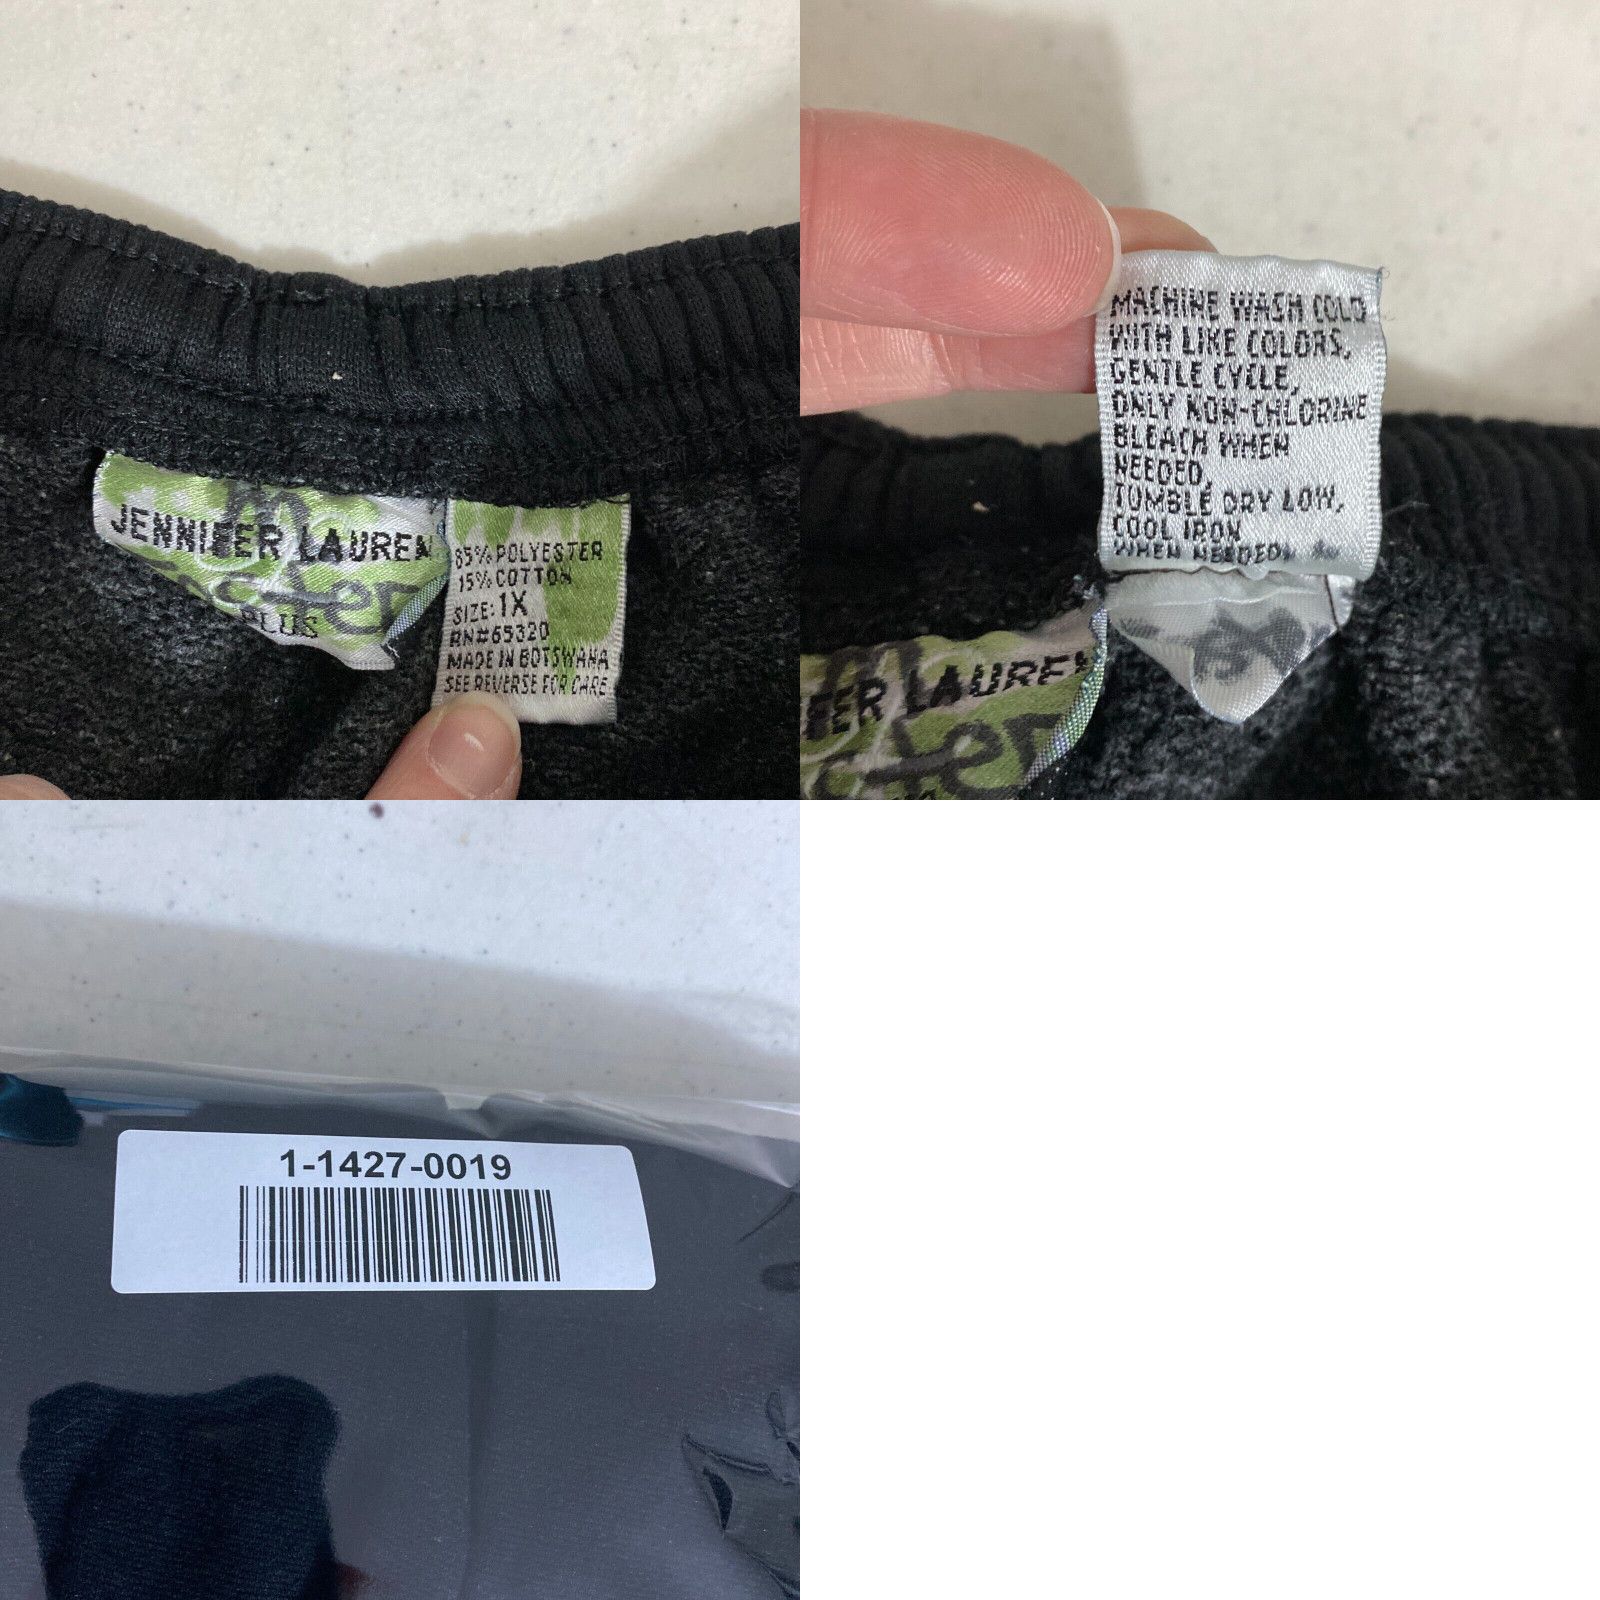 JENNIFER LAUREN
PLUS
85% POLYESTER
15% COTTON
SIZE: 1X
RN#65320
MADE IN BOTSWANA
SEE REVERSE FOR CARE
MACHINE WASH COLD
WITH LIKE COLORS,
GENTLE CYCLE,
ONLY NON-CHLORINE
BLEACH WHEN
NEEDED,
TUMBLE DRY LOW,
COOL IRON
WHEN NEEDED
LAUREN
1-1427-0019